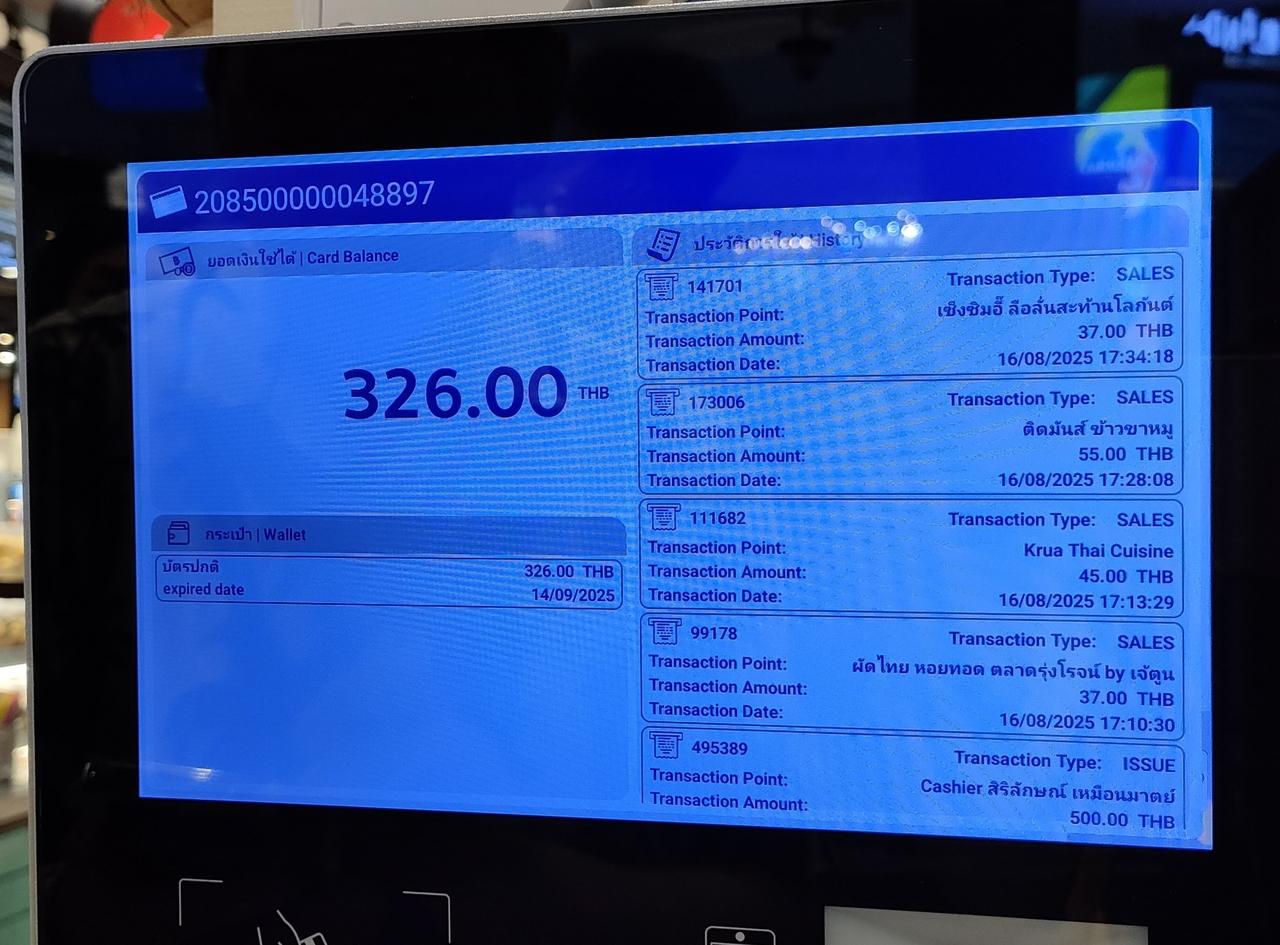 208500000048897
ยอดเงินใช้ได้ | Card Balance
326.00 THB
กระเป๋า | Wallet
บัตรปกติ 326.00 THB
expired date 14/09/2025
History
141701 Transaction Type: SALES
Transaction Point: เซ็งซิมอี๊ ลือลั่นสะท้านโลกันต์
Transaction Amount: 37.00 THB
Transaction Date: 16/08/2025 17:34:18
173006 Transaction Type: SALES
Transaction Point: ติดมันส์ ข้าวขาหมู
Transaction Amount: 55.00 THB
Transaction Date: 16/08/2025 17:28:08
111682 Transaction Type: SALES
Transaction Point: Krua Thai Cuisine
Transaction Amount: 45.00 THB
Transaction Date: 16/08/2025 17:13:29
99178 Transaction Type: SALES
Transaction Point: ผัดไทย หอยทอด ตลาดรุ่งโรจน์ by เจ้ตูน
Transaction Amount: 37.00 THB
Transaction Date: 16/08/2025 17:10:30
495389 Transaction Type: ISSUE
Transaction Point: Cashier สิริลักษณ์ เหมือนมาตย์
Transaction Amount: 500.00 THB